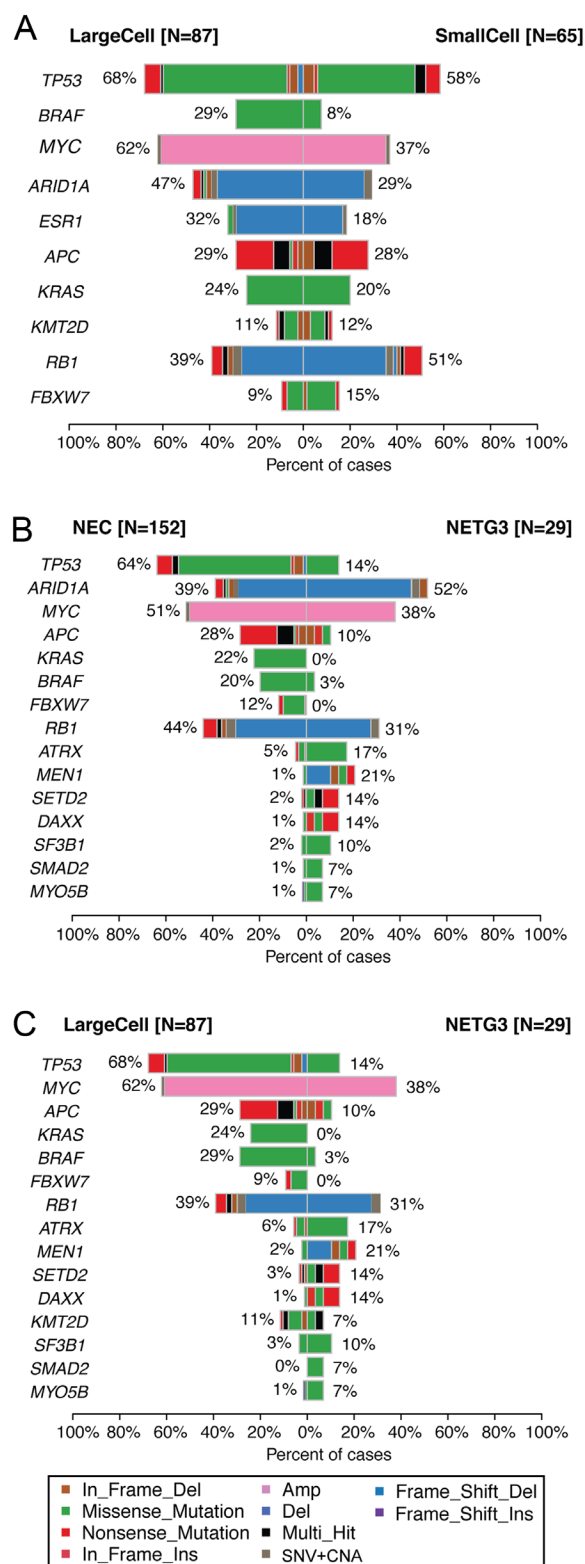 A
LargeCell [N=87] SmallCell [N=65]
TP53 68% 58%
BRAF 29% 8%
MYC 62% 37%
ARID1A 47% 29%
ESR1 32% 18%
APC 29% 28%
KRAS 24% 20%
KMT2D 11% 12%
RB1 39% 51%
FBXW7 9% 15%
100% 80% 60% 40% 20% 0% 20% 40% 60% 80% 100%
Percent of cases
B
NEC [N=152] NETG3 [N=29]
TP53 64% 14%
ARID1A 39% 52%
MYC 51% 38%
APC 28% 10%
KRAS 22% 0%
BRAF 20% 3%
FBXW7 12% 0%
RB1 44% 31%
ATRX 5% 17%
MEN1 1% 21%
SETD2 2% 14%
DAXX 1% 14%
SF3B1 2% 10%
SMAD2 1% 7%
MYO5B 1% 7%
100% 80% 60% 40% 20% 0% 20% 40% 60% 80% 100%
Percent of cases
C
LargeCell [N=87] NETG3 [N=29]
TP53 68% 14%
MYC 62% 38%
APC 29% 10%
KRAS 24% 0%
BRAF 29% 3%
FBXW7 9% 0%
RB1 39% 31%
ATRX 6% 17%
MEN1 2% 21%
SETD2 3% 14%
DAXX 1% 14%
KMT2D 11% 7%
SF3B1 3% 10%
SMAD2 0% 7%
MYO5B 1% 7%
100% 80% 60% 40% 20% 0% 20% 40% 60% 80% 100%
Percent of cases
In_Frame_Del Amp Frame_Shift_Del
Missense_Mutation Del Frame_Shift_Ins
Nonsense_Mutation Multi_Hit
In_Frame_Ins SNV+CNA